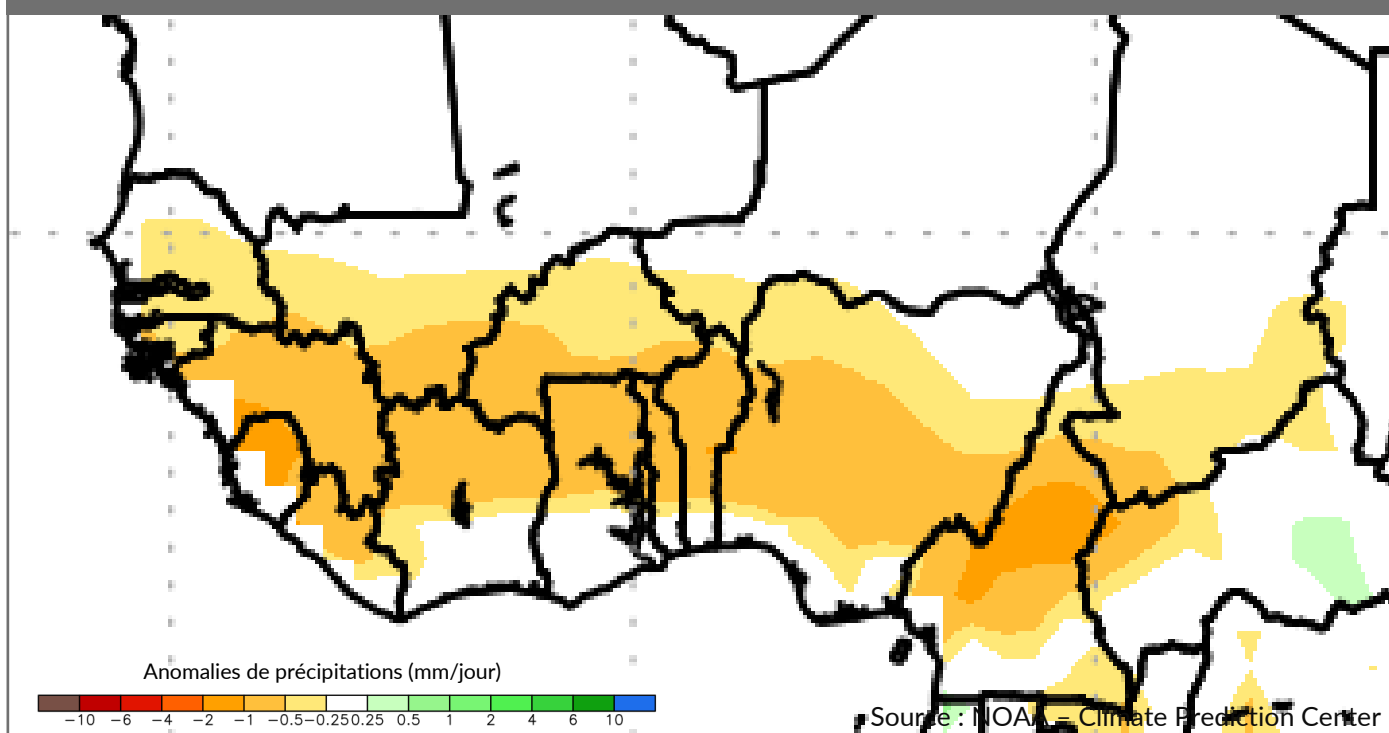 Anomalies de précipitations (mm/jour)
−10 −6 −4 −2 −1 −0.5 −0.25 0.25 0.5 1 2 4 6 10
Source : NOAA – Climate Prediction Center